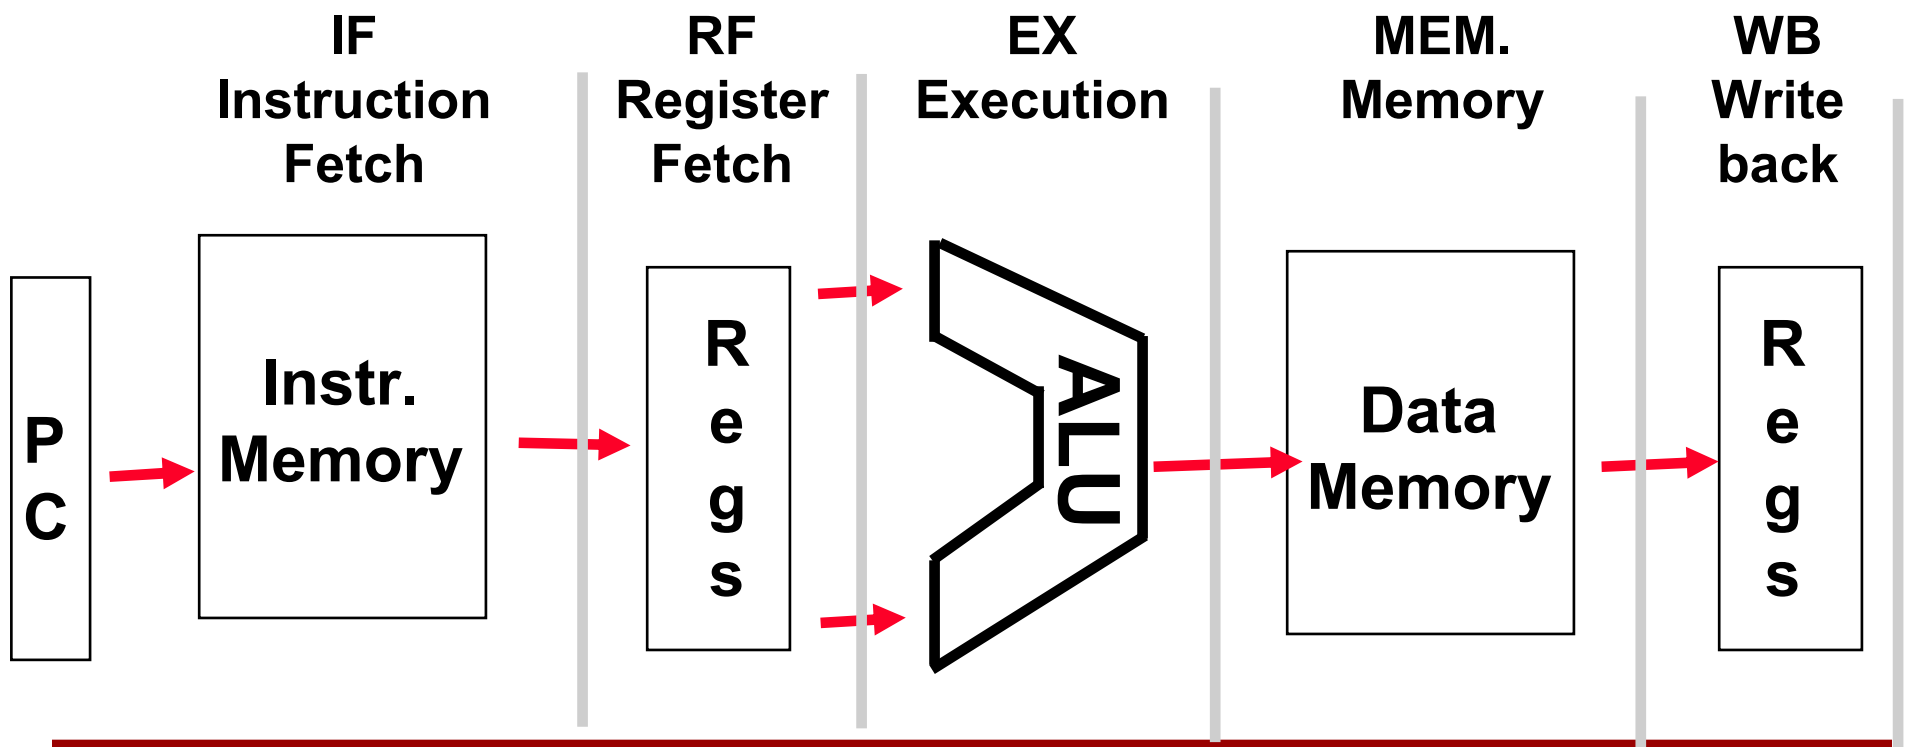 IF
Instruction
Fetch
RF
Register
Fetch
EX
Execution
MEM.
Memory
WB
Write
back
P
C
Instr.
Memory
R
e
g
s
ALU
Data
Memory
R
e
g
s